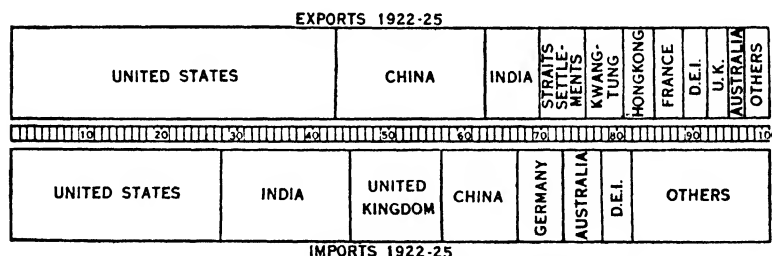 EXPORTS 1922-25
UNITED STATES
CHINA
INDIA
STRAITS
SETTLE-
MENTS
KWANG-
TUNG
HONGKONG
FRANCE
D.E.I.
U.K.
AUSTRALIA
OTHERS
10 20 30 40 50 60 70 80 90 10
UNITED STATES
INDIA
UNITED
KINGDOM
CHINA
GERMANY
AUSTRALIA
D.E.I.
OTHERS
IMPORTS 1922-25